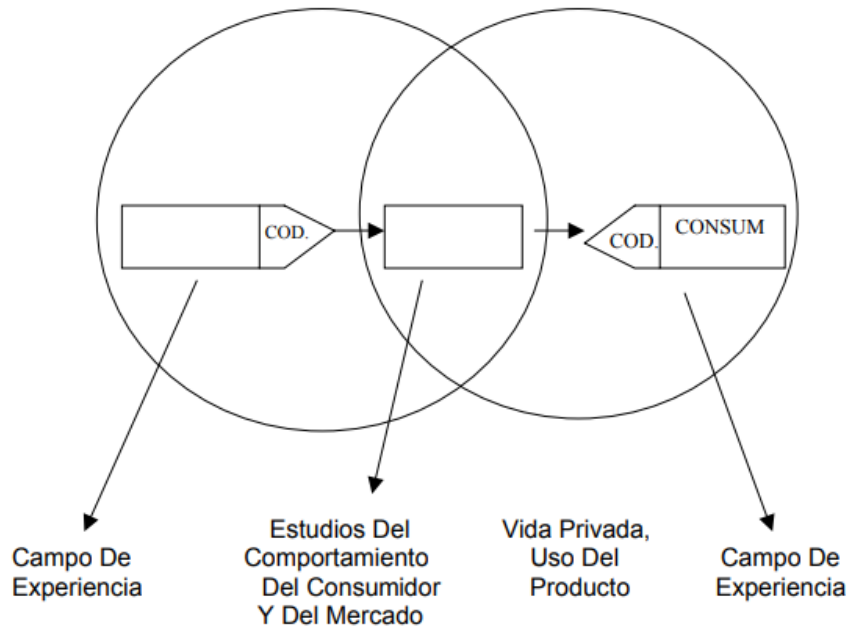 COD.
COD.
CONSUM
Campo De
Experiencia
Estudios Del
Comportamiento
Del Consumidor
Y Del Mercado
Vida Privada,
Uso Del
Producto
Campo De
Experiencia